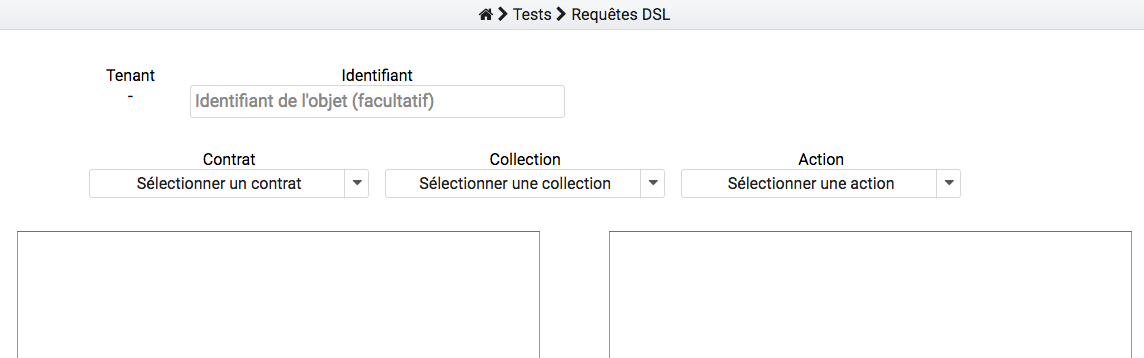 Tests Requêtes DSL
Tenant Identifiant
-
Identifiant de l'objet (facultatif)
Contrat Collection Action
Sélectionner un contrat Sélectionner une collection Sélectionner une action